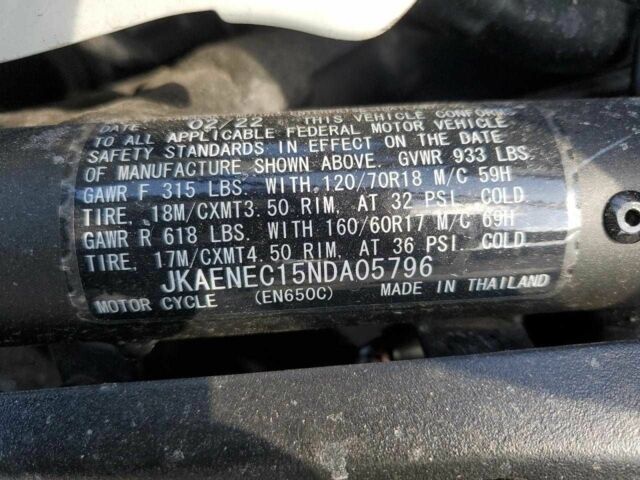 DATE 02/22 THIS VEHICLE CONFORMS
TO ALL APPLICABLE FEDERAL MOTOR VEHICLE
SAFETY STANDARDS IN EFFECT ON THE DATE
OF MANUFACTURE SHOWN ABOVE. GVWR 933 LBS.
GAWR F 315 LBS. WITH 120/70R18 M/C 59H
TIRE, 18M/CXMT3.50 RIM, AT 32 PSI. COLD
GAWR R 618 LBS. WITH 160/60R17 M/C 69H
TIRE, 17M/CXMT4.50 RIM, AT 36 PSI. COLD
JKAENEC15NDA05796
MOTOR CYCLE (EN650C) MADE IN THAILAND